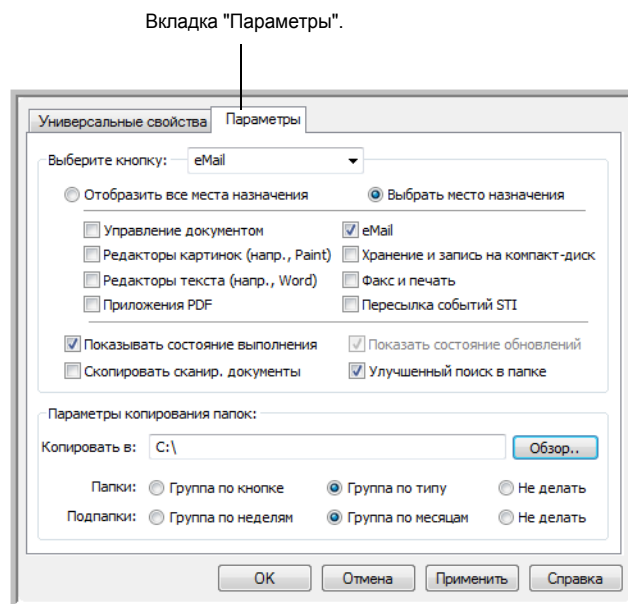 Вкладка "Параметры".
Универсальные свойства Параметры
Выберите кнопку: eMail
Отобразить все места назначения Выбрать место назначения
Управление документом eMail
Редакторы картинок (напр., Paint) Хранение и запись на компакт-диск
Редакторы текста (напр., Word) Факс и печать
Приложения PDF Пересылка событий STI
Показывать состояние выполнения Показать состояние обновлений
Скопировать сканир. документы Улучшенный поиск в папке
Параметры копирования папок:
Копировать в: C:\ Обзор..
Папки: Группа по кнопке Группа по типу Не делать
Подпапки: Группа по неделям Группа по месяцам Не делать
OK Отмена Применить Справка